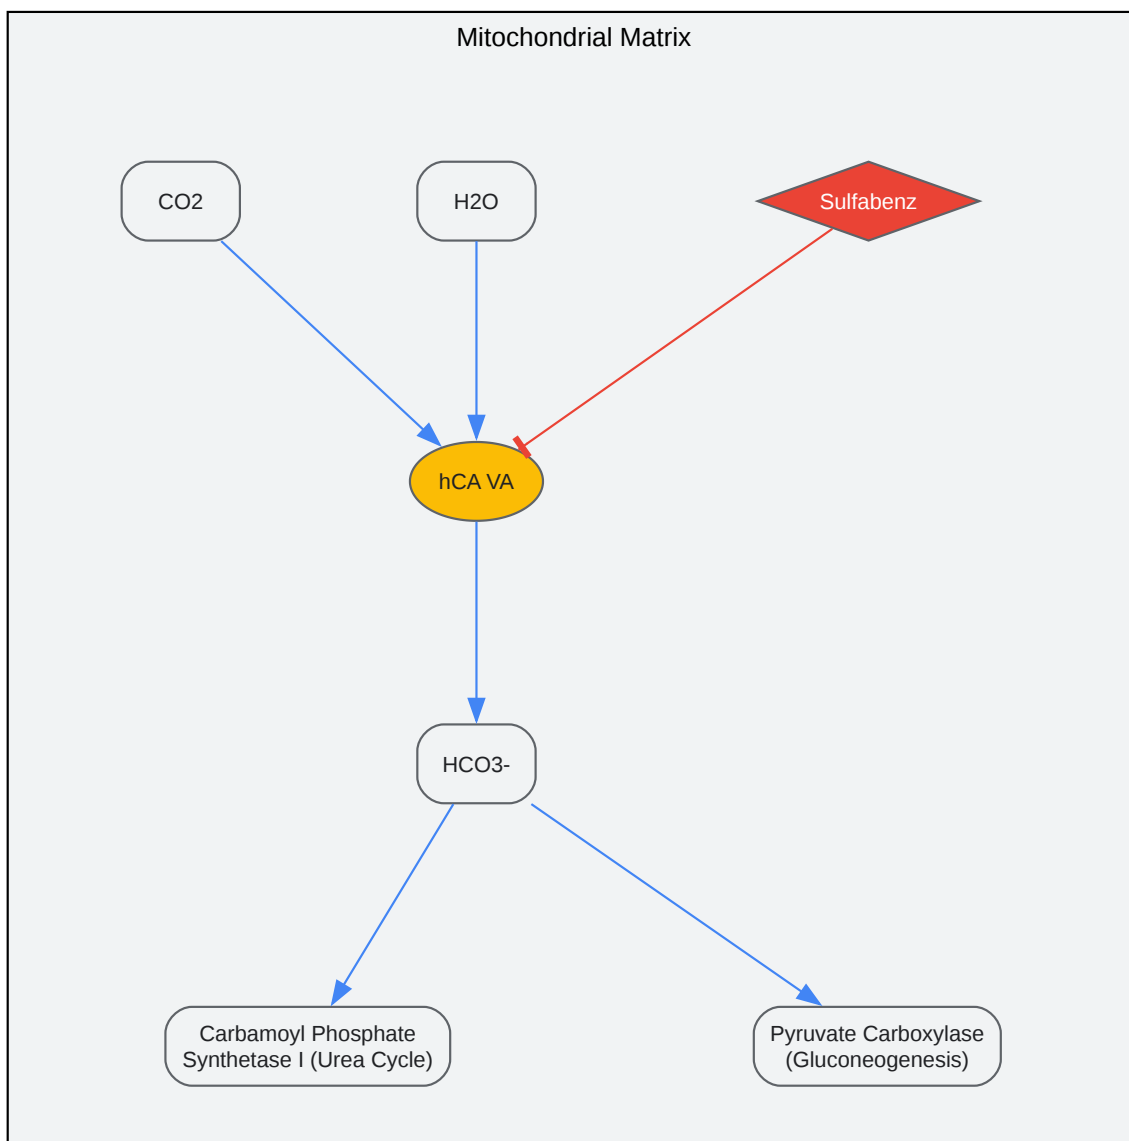 Mitochondrial Matrix
CO2
H2O
Sulfabenz
hCA VA
HCO3-
Carbamoyl Phosphate
Synthetase I (Urea Cycle)
Pyruvate Carboxylase
(Gluconeogenesis)